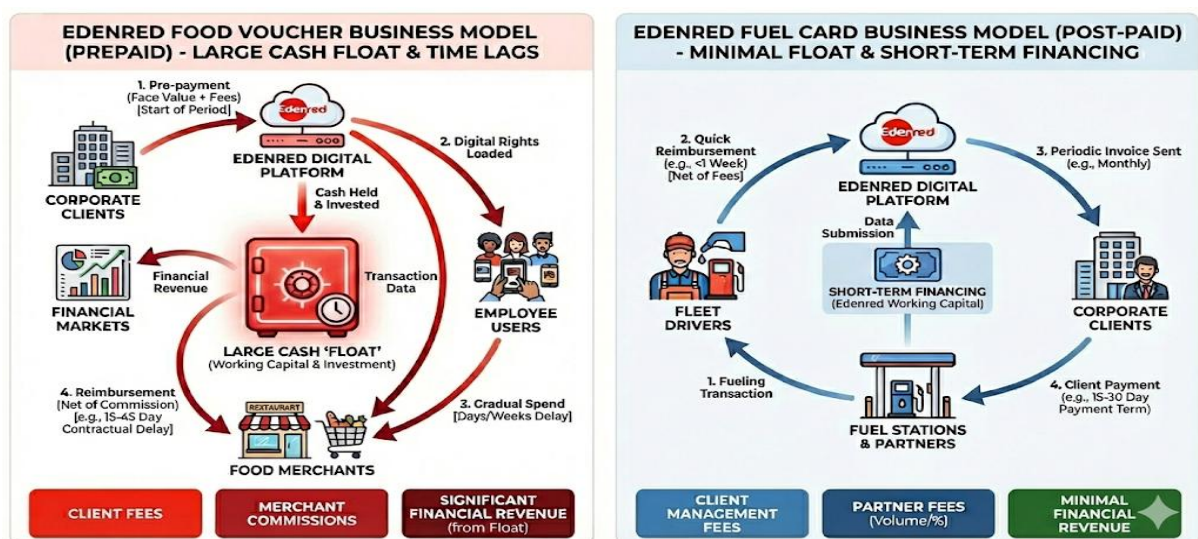 EDENRED FOOD VOUCHER BUSINESS MODEL
(PREPAID) - LARGE CASH FLOAT & TIME LAGS
1. Pre-payment
(Face Value + Fees)
[Start of Period]
Edenred
EDENRED DIGITAL
PLATFORM
2. Digital Rights
Loaded
CORPORATE
CLIENTS
Cash Held
& Invested
Financial
Revenue
FINANCIAL
MARKETS
Transaction
Data
EMPLOYEE
USERS
LARGE CASH 'FLOAT'
(Working Capital & Investment)
4. Reimbursement
[Net of Commission]
[e.g., 15-45 Day
Contractual Delay]
3. Gradual Spend
[Days/Weeks Delay]
REXTAURART
FOOD MERCHANTS
CLIENT FEES
MERCHANT
COMMISSIONS
SIGNIFICANT
FINANCIAL REVENUE
(from Float)
EDENRED FUEL CARD BUSINESS MODEL (POST-PAID)
- MINIMAL FLOAT & SHORT-TERM FINANCING
2. Quick
Reimbursement
(e.g., <1 Week)
[Net of Fees]
Edenred
EDENRED DIGITAL
PLATFORM
3. Periodic Invoice Sent
(e.g., Monthly)
Data
Submission
SHORT-TERM FINANCING
(Edenred Working Capital)
FLEET
DRIVERS
CORPORATE
CLIENTS
1. Fueling
Transaction
4. Client Payment
(e.g., 15-30 Day
Payment Term)
FUEL STATIONS
& PARTNERS
CLIENT
MANAGEMENT
FEES
PARTNER FEES
(Volume/%)
MINIMAL
FINANCIAL
REVENUE